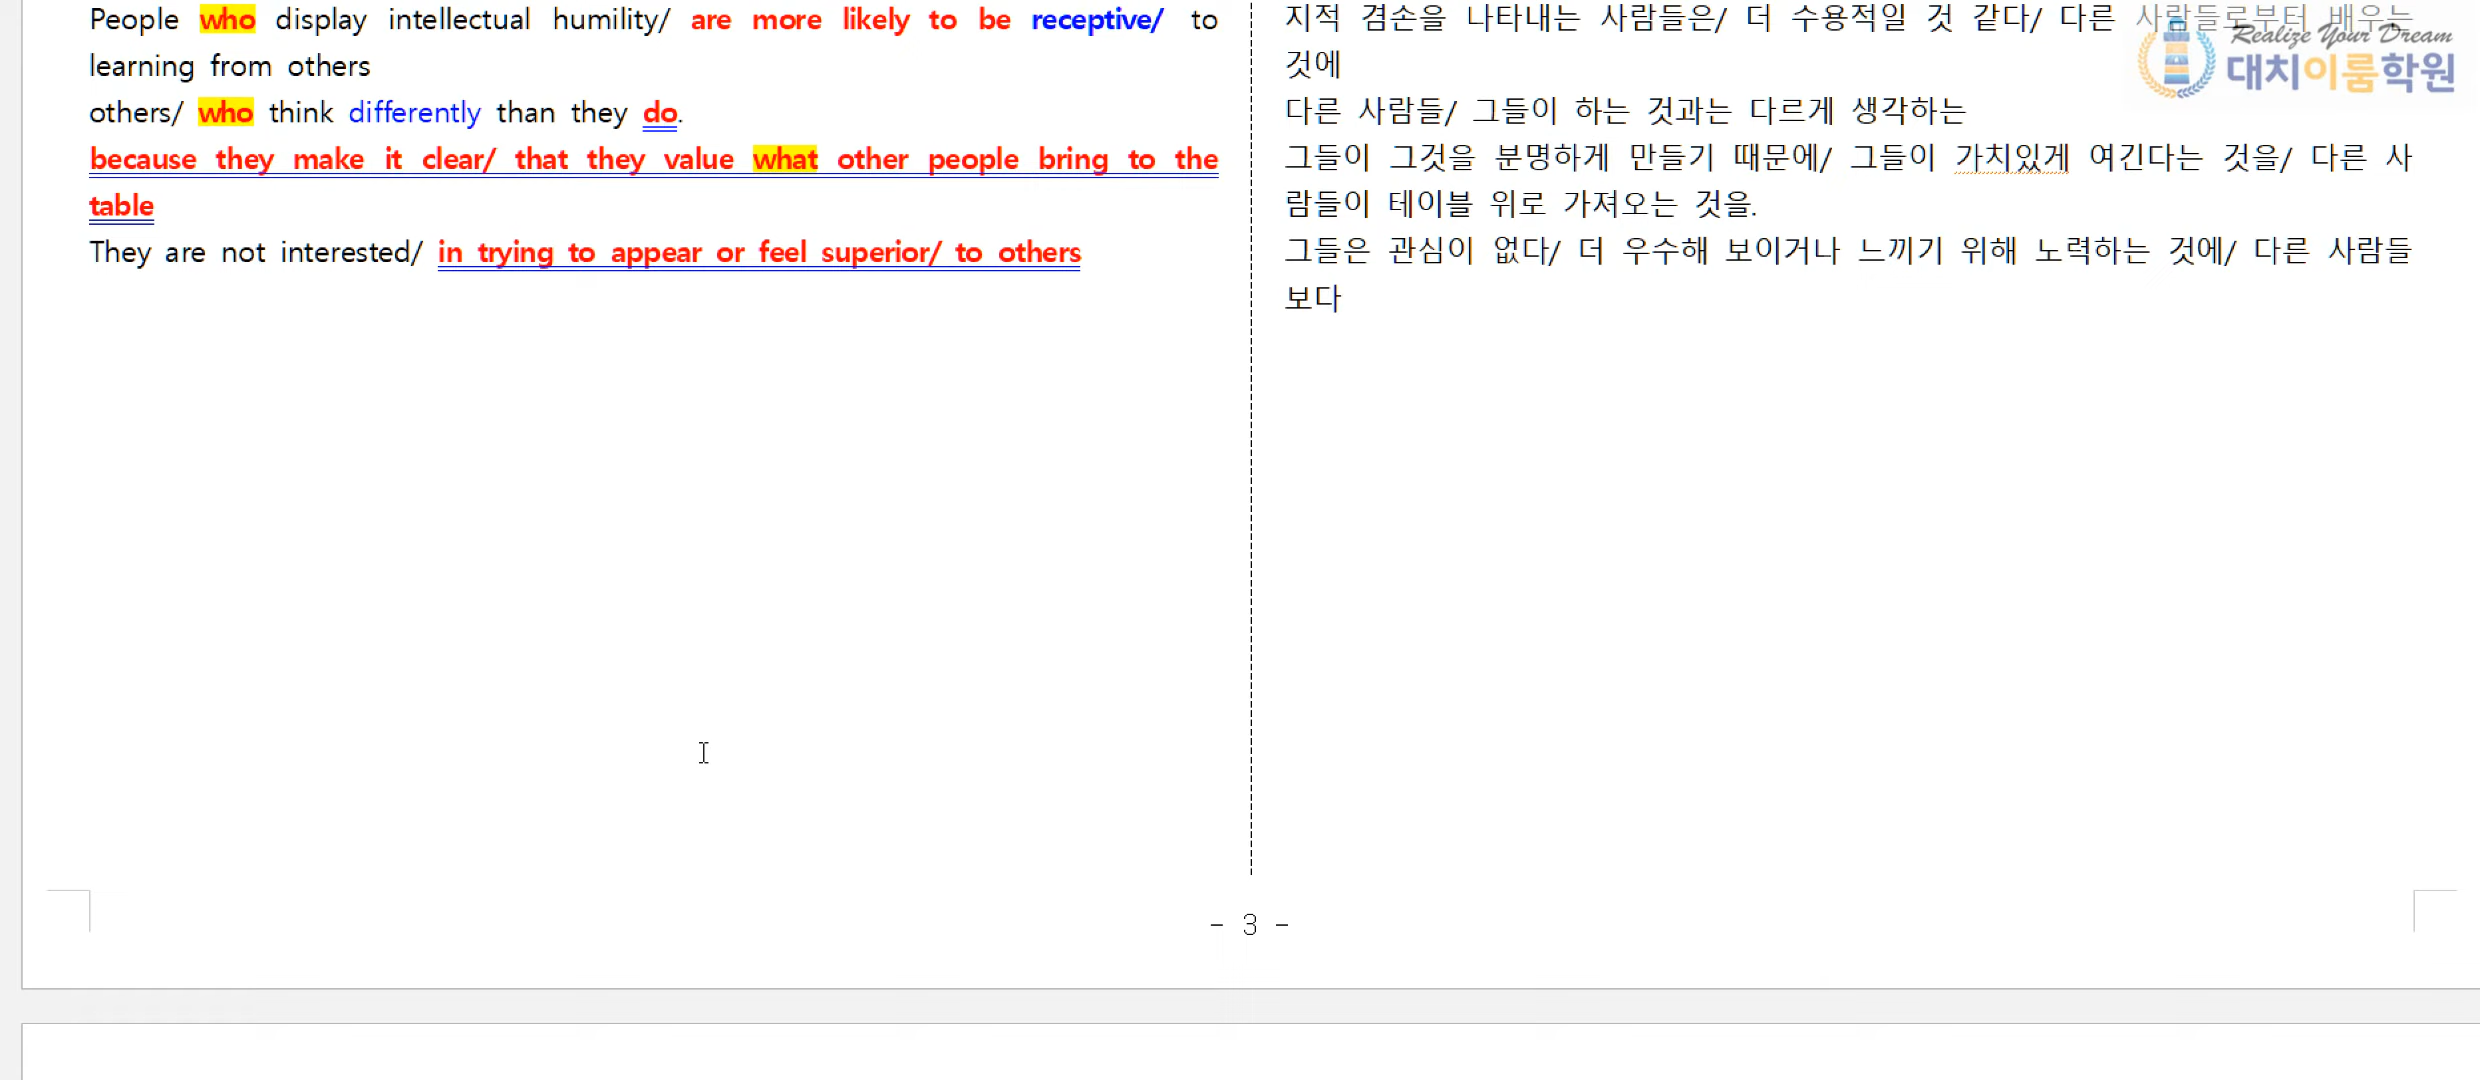 People who display intellectual humility/ are more likely to be receptive/ to
learning from others
others/ who think differently than they do.
because they make it clear/ that they value what other people bring to the
table
They are not interested/ in trying to appear or feel superior/ to others
지적 겸손을 나타내는 사람들은/ 더 수용적일 것 같다/ 다른 사람들로부터 배우는
것에
다른 사람들/ 그들이 하는 것과는 다르게 생각하는
그들이 그것을 분명하게 만들기 때문에/ 그들이 가치있게 여긴다는 것을/ 다른 사
람들이 테이블 위로 가져오는 것을.
그들은 관심이 없다/ 더 우수해 보이거나 느끼기 위해 노력하는 것에/ 다른 사람들
보다
Realize Your Dream
대치이룸학원
- 3 -